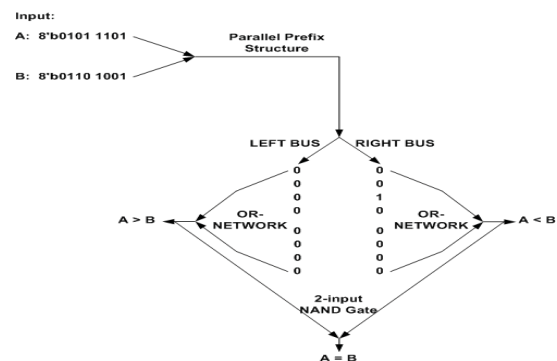 Input:
A: 8'b0101 1101
B: 8'b0110 1001
Parallel Prefix
Structure
LEFT BUS
RIGHT BUS
0 0
0 0
0 1
0 0
0 0
0 0
0 0
0 0
A > B
OR-
NETWORK
OR-
NETWORK
A < B
2-input
NAND Gate
A = B